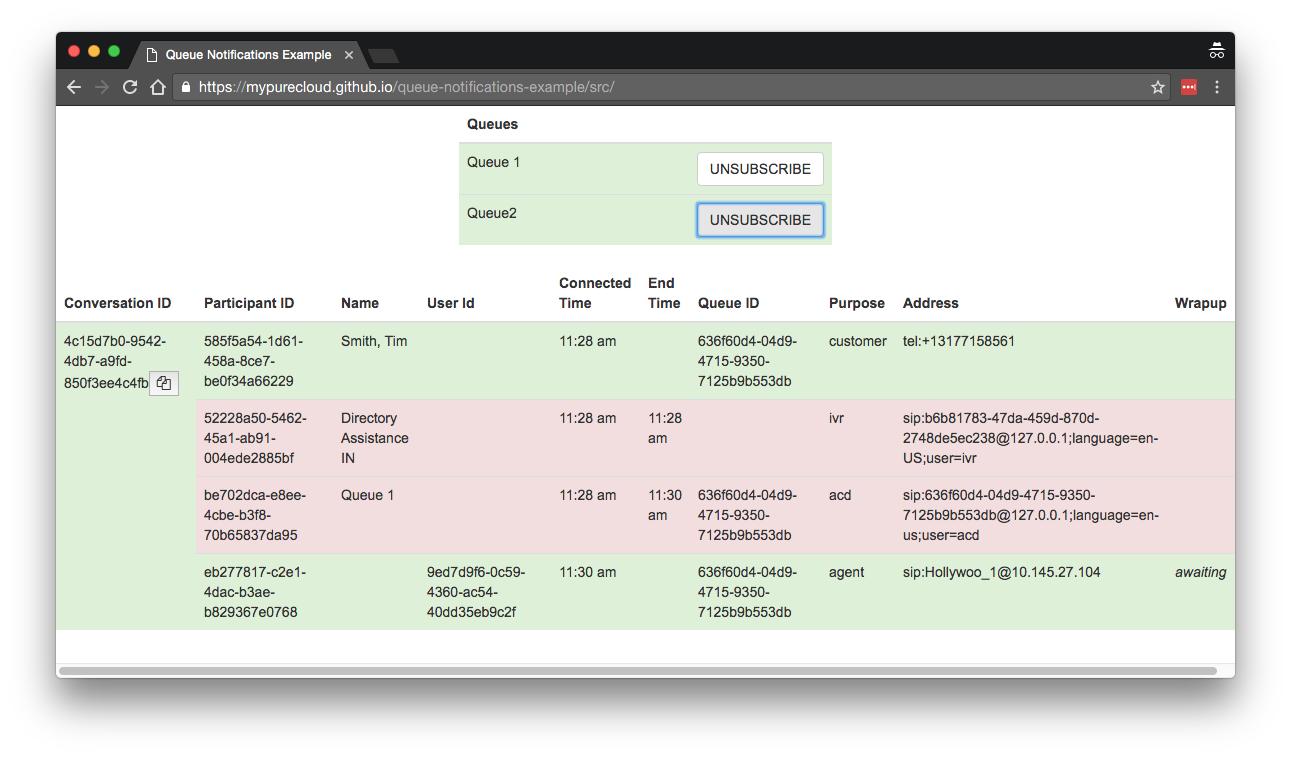 Queue Notifications Example
https://mypurecloud.github.io/queue-notifications-example/src/
Queues
Queue 1 UNSUBSCRIBE
Queue2 UNSUBSCRIBE
Connected End
Conversation ID Participant ID Name User Id Time Time Queue ID Purpose Address Wrapup
4c15d7b0-9542- 585f5a54-1d61- Smith, Tim 11:28 am 636f60d4-04d9- customer tel:+13177158561
4db7-a9fd- 458a-8ce7- 4715-9350-
850f3ee4c4fb be0f34a66229 7125b9b553db
52228a50-5462- Directory 11:28 am 11:28 ivr sip:b6b81783-47da-459d-870d-
45a1-ab91- Assistance am 2748de5ec238@127.0.0.1;language=en-
004ede2885bf IN US;user=ivr
be702dca-e8ee- Queue 1 11:28 am 11:30 636f60d4-04d9- acd sip:636f60d4-04d9-4715-9350-
4cbe-b3f8- am 4715-9350- 7125b9b553db@127.0.0.1;language=en-
70b65837da95 7125b9b553db us;user=acd
eb277817-c2e1- 9ed7d9f6-0c59- 11:30 am 636f60d4-04d9- agent sip:Hollywoo_1@10.145.27.104 awaiting
4dac-b3ae- 4360-ac54- 4715-9350-
b829367e0768 40dd35eb9c2f 7125b9b553db